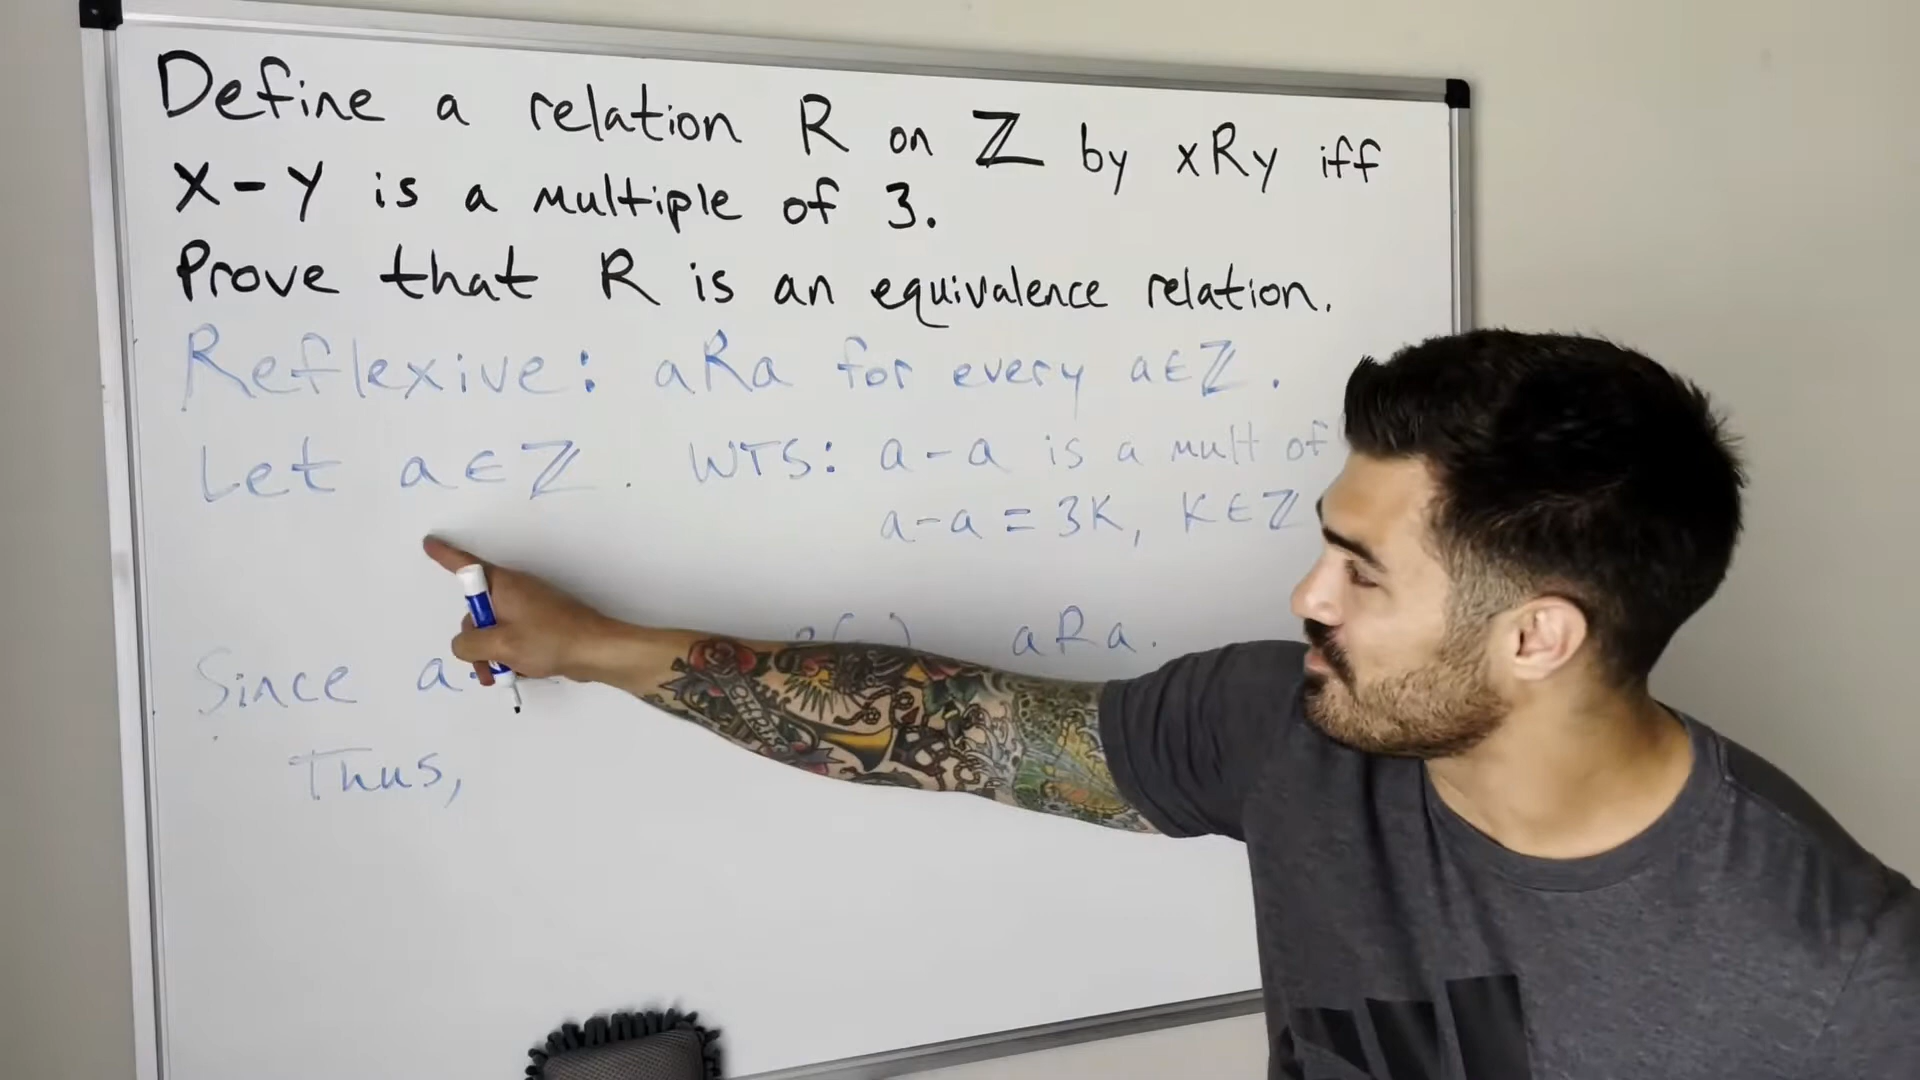 Define a relation R on ℤ by xRy iff
x-y is a multiple of 3.
Prove that R is an equivalence relation.
Reflexive: aRa for every a∈ℤ.
Let a∈ℤ. WTS: a-a is a mult of
a-a = 3K, K∈ℤ
Since a- aRa.
Thus,